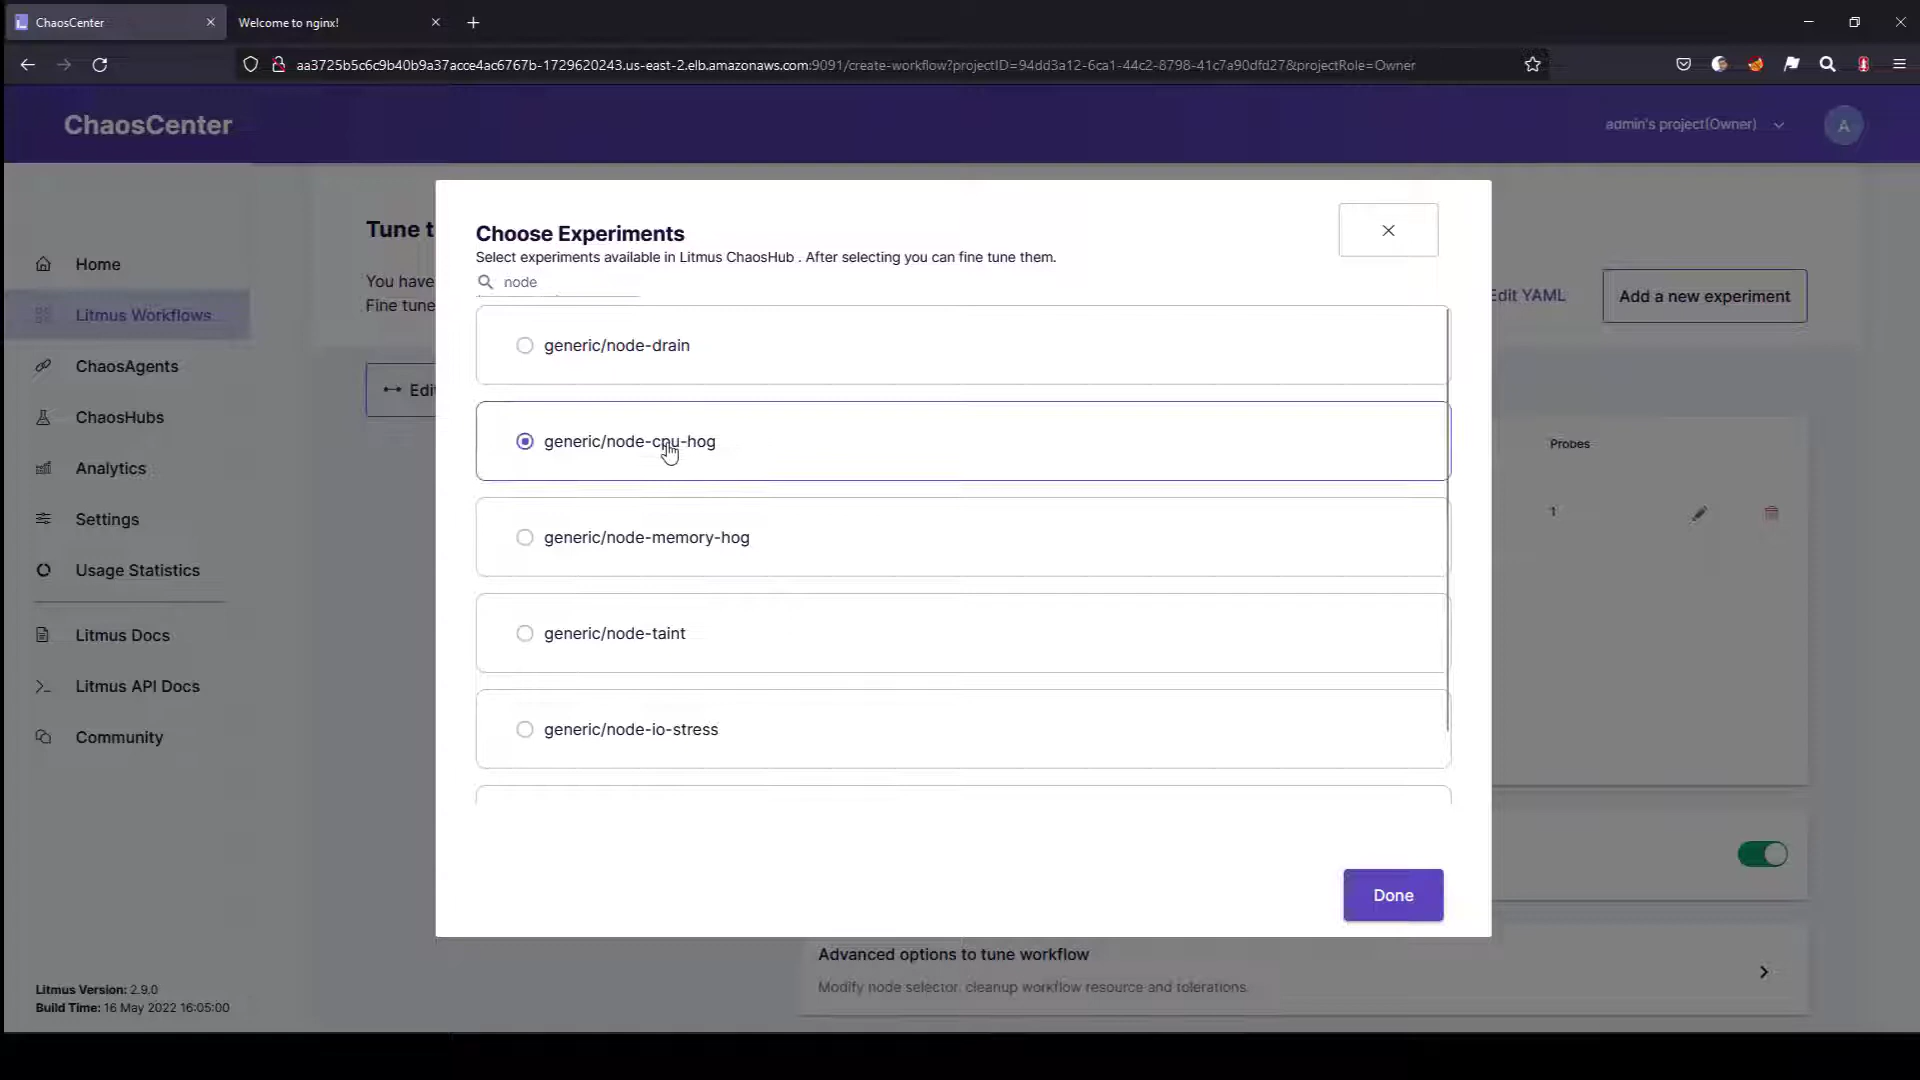 ChaosCenter
Welcome to nginx!
aa3725b5c6c9b40b9a37acce4ac6767b-1729620243.us-east-2.elb.amazonaws.com:9091/create-workflow?projectID=94dd3a12-6ca1-44c2-8798-41c7a90dfd27&projectRole=Owner
ChaosCenter
admin's project(Owner)
A
Home
Litmus Workflows
ChaosAgents
ChaosHubs
Analytics
Settings
Usage Statistics
Litmus Docs
Litmus API Docs
Community
Litmus Version: 2.9.0
Build Time: 16 May 2022 16:05:00
Tune t
You have
Fine tune
Edit YAML
Add a new experiment
Edit
Choose Experiments
Select experiments available in Litmus ChaosHub . After selecting you can fine tune them.
node
generic/node-drain
generic/node-cpu-hog
generic/node-memory-hog
generic/node-taint
generic/node-io-stress
Done
Probes
1
Advanced options to tune workflow
Modify node selector, cleanup workflow resource and tolerations.